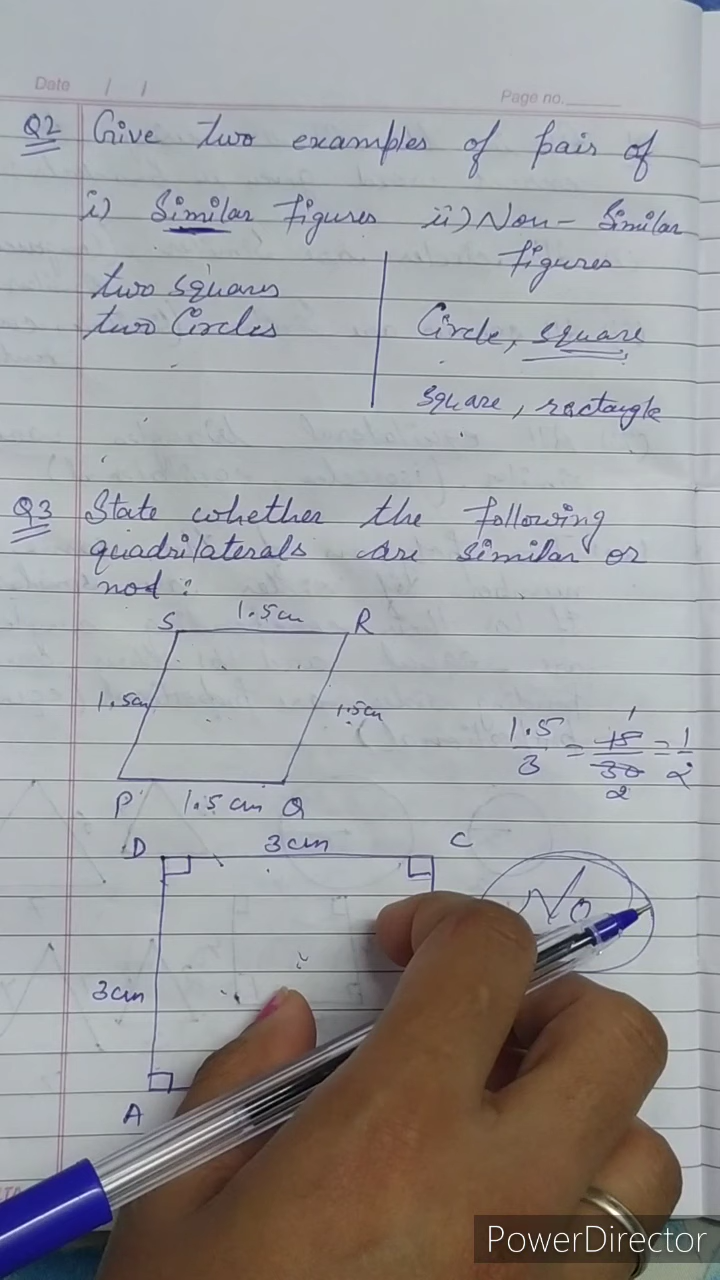 Date / /
Page no.
Q2 Give two examples of pair of
i) Similar figures ii) Non-Similar
figures
two squares
two Circles
Circle, square
square, rectangle
Q3 State whether the following
quadrilaterals are similar or
not :
S 1.5cm R
1.5cm 1.5cm
1.5/3 = 15/30 = 1/2
1
2
P 1.5 cm Q
D 3cm C
No
3cm
A
PowerDirector